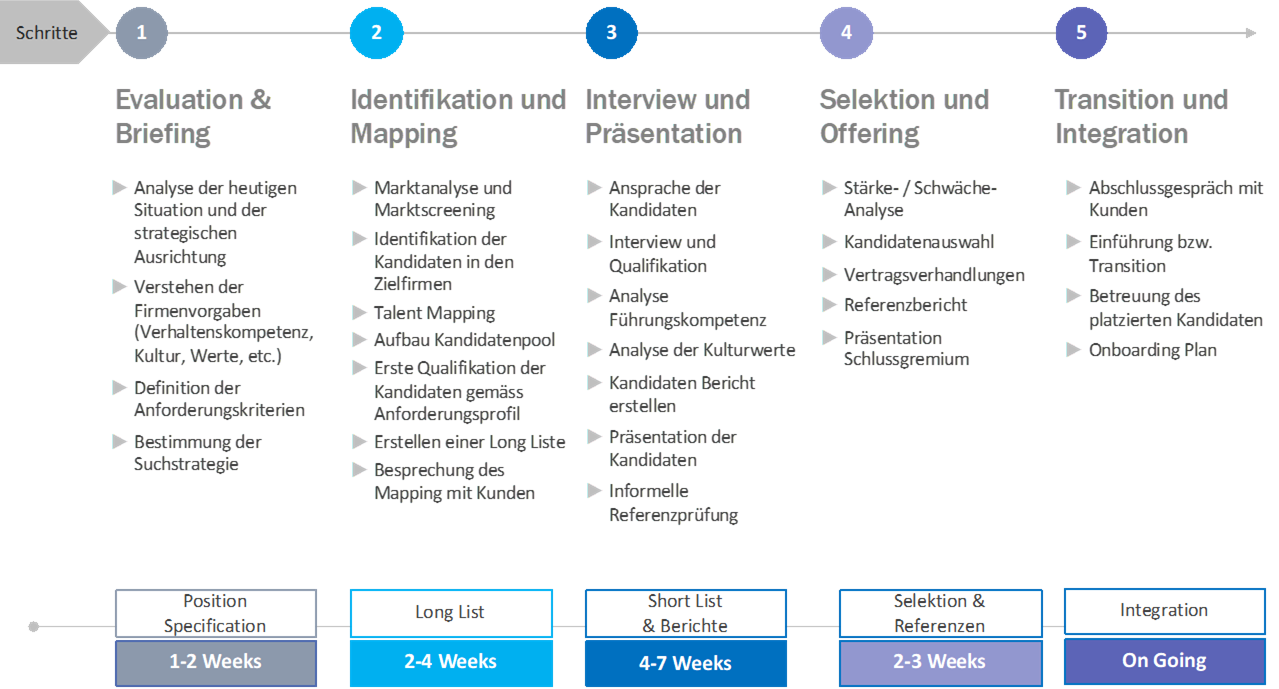 Schritte
1
2
3
4
5
Evaluation &
Briefing
Analyse der heutigen
Situation und der
strategischen
Ausrichtung
Verstehen der
Firmenvorgaben
(Verhaltenskompetenz,
Kultur, Werte, etc.)
Definition der
Anforderungskriterien
Bestimmung der
Suchstrategie
Identifikation und
Mapping
Marktanalyse und
Marktscreening
Identifikation der
Kandidaten in den
Zielfirmen
Talent Mapping
Aufbau Kandidatenpool
Erste Qualifikation der
Kandidaten gemäss
Anforderungsprofil
Erstellen einer Long Liste
Besprechung des
Mapping mit Kunden
Interview und
Präsentation
Ansprache der
Kandidaten
Interview und
Qualifikation
Analyse
Führungskompetenz
Analyse der Kulturwerte
Kandidaten Bericht
erstellen
Präsentation der
Kandidaten
Informelle
Referenzprüfung
Selektion und
Offering
Stärke- / Schwäche-
Analyse
Kandidatenauswahl
Vertragsverhandlungen
Referenzbericht
Präsentation
Schlussgremium
Transition und
Integration
Abschlussgespräch mit
Kunden
Einführung bzw.
Transition
Betreuung des
platzierten Kandidaten
Onboarding Plan
Position
Specification
1-2 Weeks
Long List
2-4 Weeks
Short List
& Berichte
4-7 Weeks
Selektion &
Referenzen
2-3 Weeks
Integration
On Going